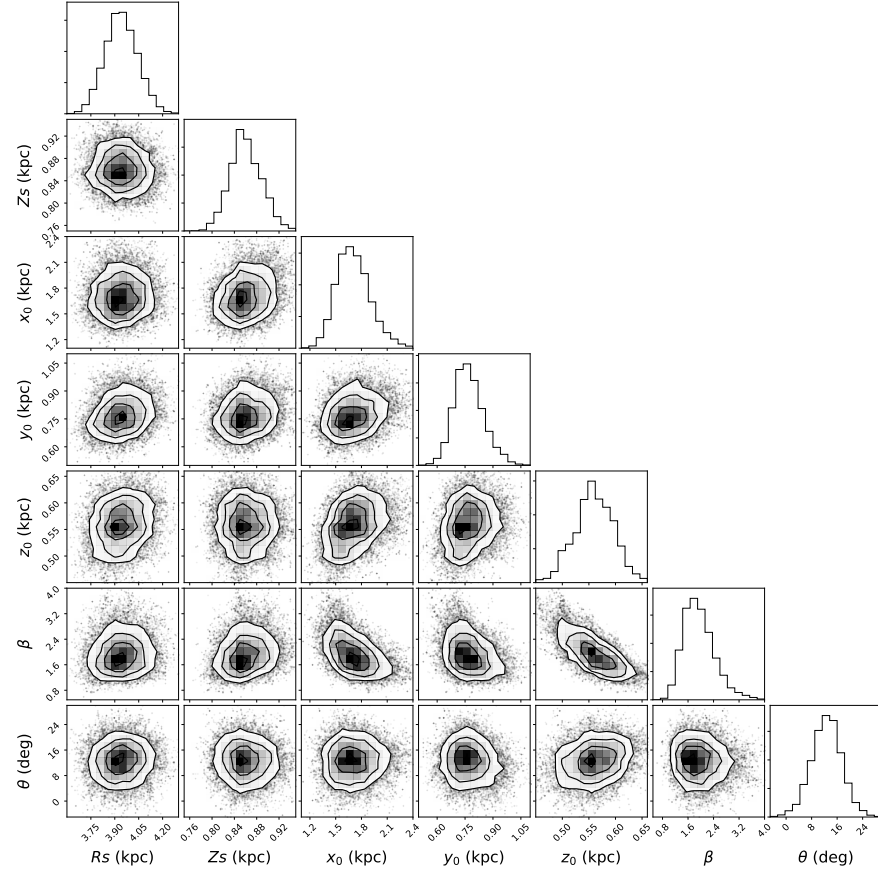 Zs (kpc)
0.76 0.80 0.84 0.88 0.92
x₀ (kpc)
1.2 1.5 1.8 2.1 2.4
y₀ (kpc)
0.60 0.75 0.90 1.05
z₀ (kpc)
0.50 0.55 0.60 0.65
β
0.8 1.6 2.4 3.2 4.0
θ (deg)
0 8 16 24
3.75 3.90 4.05 4.20
0.76 0.80 0.84 0.88 0.92
1.2 1.5 1.8 2.1 2.4
0.60 0.75 0.90 1.05
0.50 0.55 0.60 0.65
0.8 1.6 2.4 3.2 4.0
0 8 16 24
Rs (kpc) Zs (kpc) x₀ (kpc) y₀ (kpc) z₀ (kpc) β θ (deg)